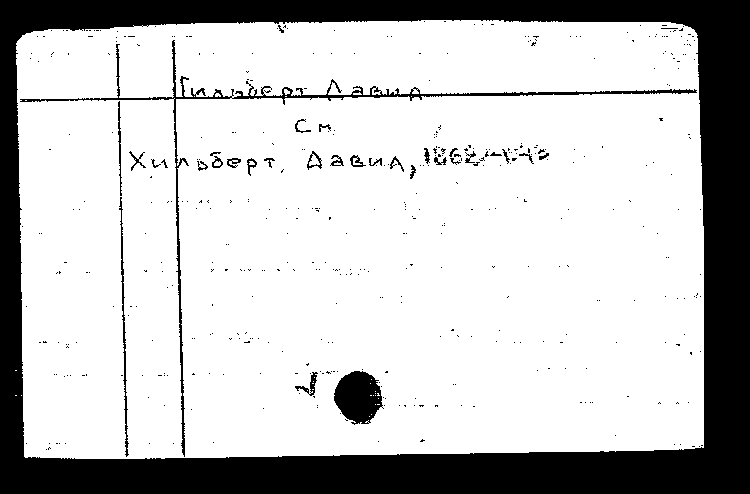 Гильберт Давид
См
Хильберт, Давид, 1862-1943